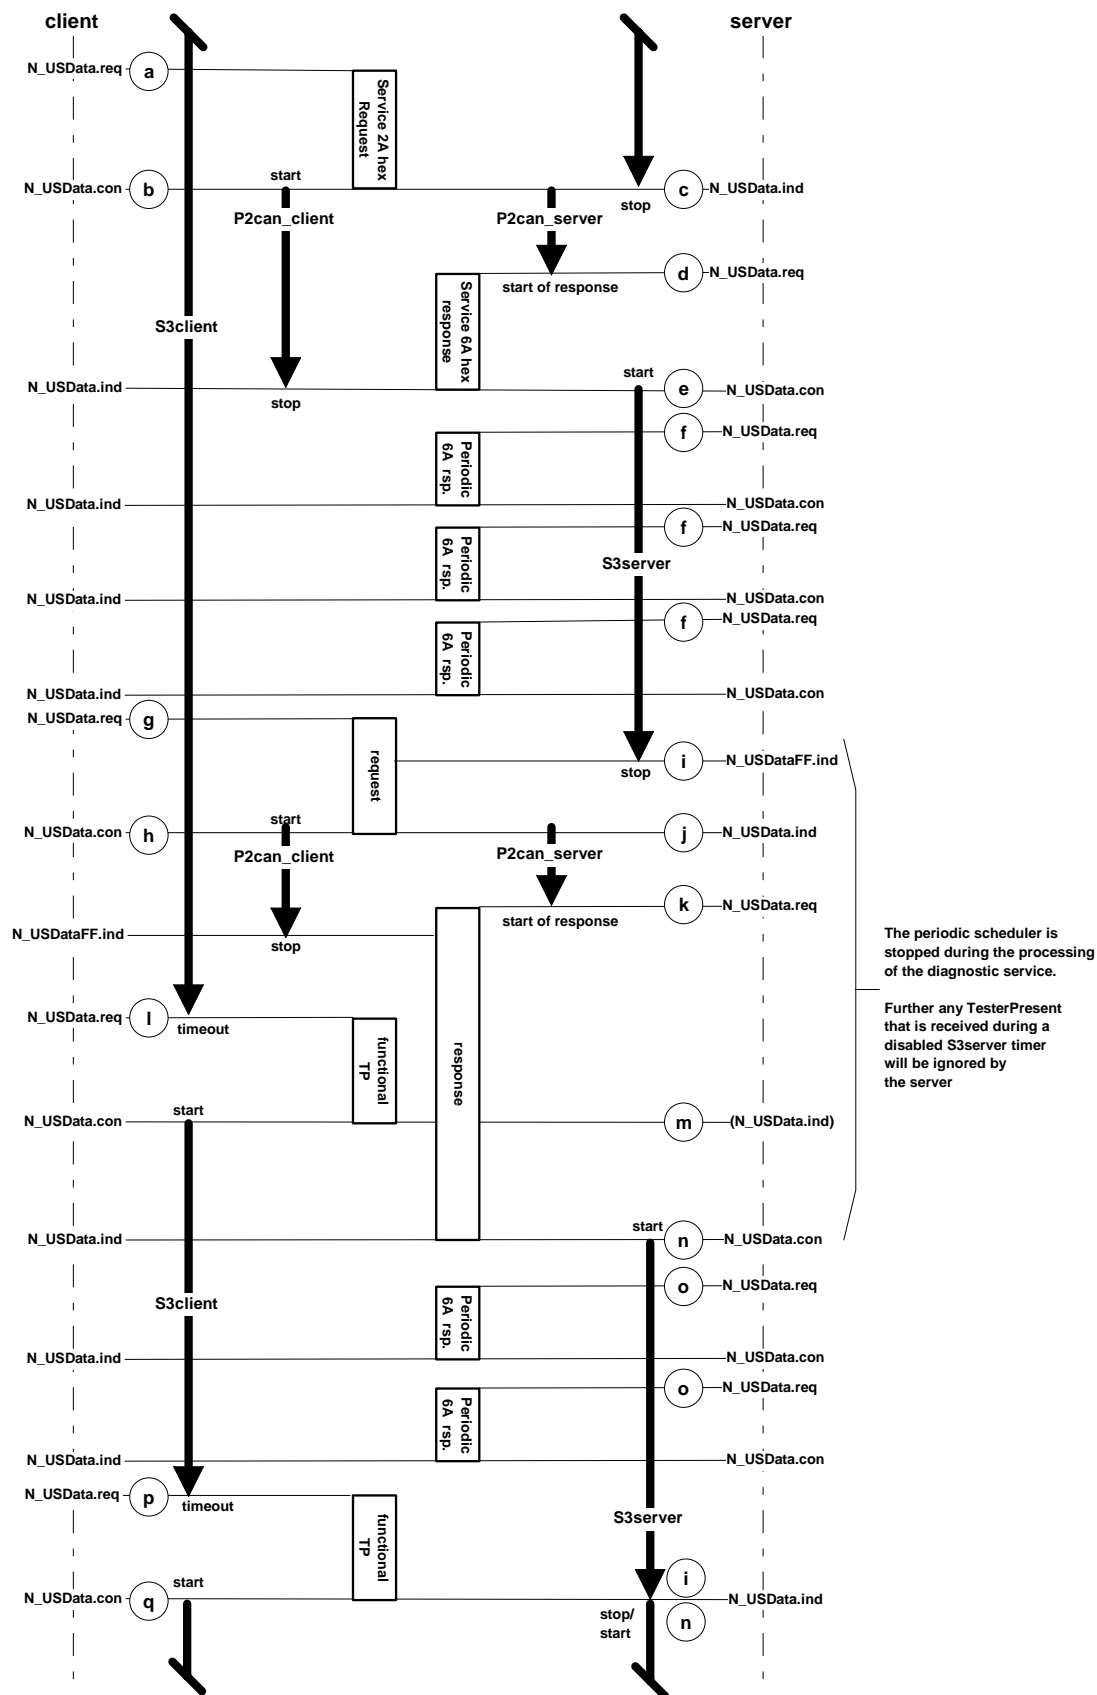 client
server
N_USData.req
a
Service 2A hex
Request
N_USData.con
b
start
c
N_USData.ind
stop
P2can_client
P2can_server
d
N_USData.req
start of response
Service 6A hex
response
S3client
start
N_USData.ind
stop
e
N_USData.con
f
N_USData.req
Periodic
6A rsp.
N_USData.ind
N_USData.con
f
N_USData.req
Periodic
6A rsp.
S3server
N_USData.ind
N_USData.con
f
N_USData.req
Periodic
6A rsp.
N_USData.ind
N_USData.con
N_USData.req
g
request
stop
i
N_USDataFF.ind
start
N_USData.con
h
j
N_USData.ind
P2can_client
P2can_server
k
N_USData.req
start of response
N_USDataFF.ind
stop
The periodic scheduler is
stopped during the processing
of the diagnostic service.
Further any TesterPresent
that is received during a
disabled S3server timer
will be ignored by
the server
N_USData.req
l
timeout
functional
TP
response
start
N_USData.con
m
(N_USData.ind)
start
N_USData.ind
n
N_USData.con
o
N_USData.req
S3client
Periodic
6A rsp.
N_USData.ind
N_USData.con
o
N_USData.req
Periodic
6A rsp.
N_USData.ind
N_USData.con
N_USData.req
p
timeout
functional
TP
S3server
start
i
N_USData.con
q
N_USData.ind
stop/
start
n